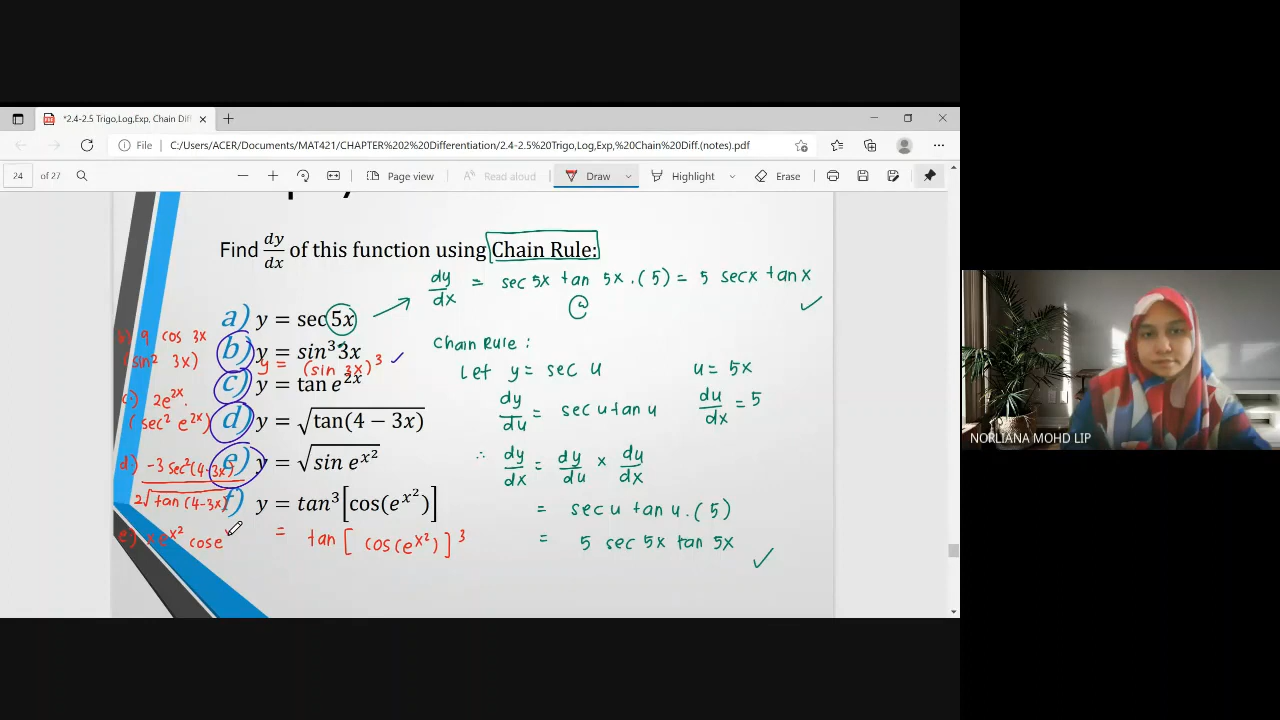 *2.4-2.5 Trigo,Log,Exp, Chain Dif
File C:/Users/ACER/Documents/MAT421/CHAPTER%202%20Differentiation/2.4-2.5%20Trigo,Log,Exp,%20Chain%20Diff.(notes).pdf
24 of 27 Page view Read aloud Draw Highlight Erase
Find dy/dx of this function using Chain Rule:
dy/dx = sec 5x tan 5x . (5) = 5 secx tan x
a) y = sec 5x
b) y = sin³ 3x
y = (sin 3x)³
c) y = tan e^(2x)
d) y = √(tan(4 − 3x))
e) y = √(sin e^(x²))
f) y = tan³[cos(e^(x²))]
= tan [ cos(e^(x²)) ]³
b) 9 cos 3x
(sin² 3x)
c) 2e^(2x).
(sec² e^(2x))
d) -3 sec²(4-3x)
2√(tan (4-3x))
e) x e^(x²) cos e
Chain Rule :
Let y = sec u u = 5x
dy/du = sec u tan u du/dx = 5
∴ dy/dx = dy/du × du/dx
= sec u tan u . (5)
= 5 sec 5x tan 5x
NORLIANA MOHD LIP